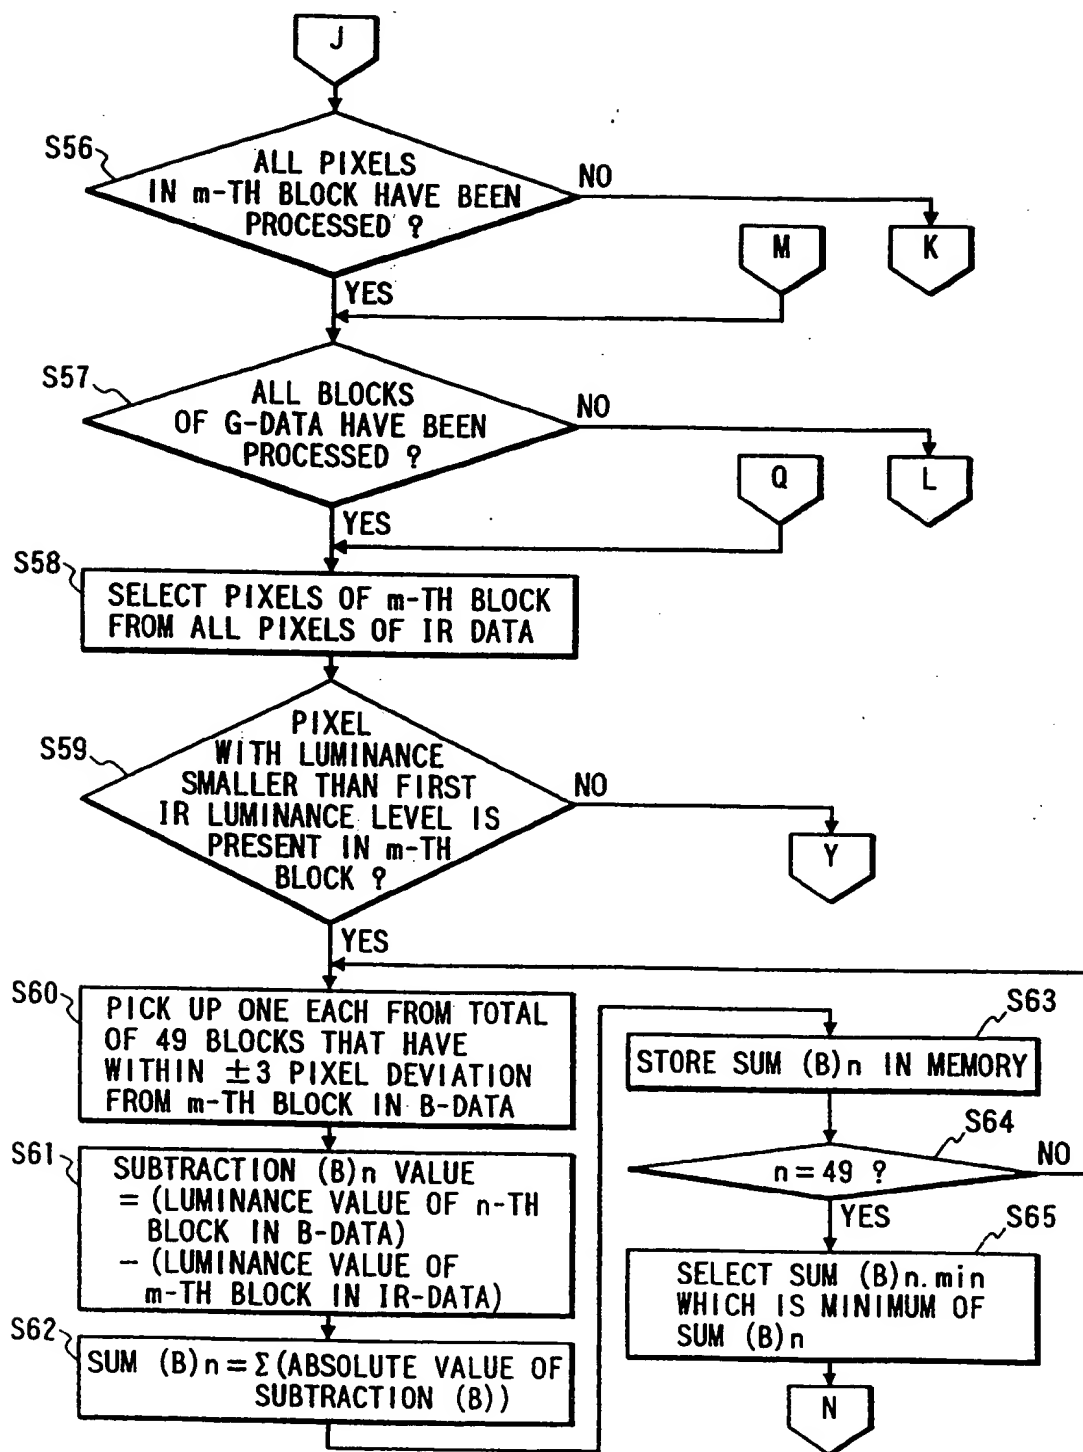 J
S56
ALL PIXELS
IN m-TH BLOCK HAVE BEEN
PROCESSED ?
NO
YES
M
K
S57
ALL BLOCKS
OF G-DATA HAVE BEEN
PROCESSED ?
NO
YES
Q
L
S58
SELECT PIXELS OF m-TH BLOCK
FROM ALL PIXELS OF IR DATA
S59
PIXEL
WITH LUMINANCE
SMALLER THAN FIRST
IR LUMINANCE LEVEL IS
PRESENT IN m-TH
BLOCK ?
NO
Y
YES
S60
PICK UP ONE EACH FROM TOTAL
OF 49 BLOCKS THAT HAVE
WITHIN ±3 PIXEL DEVIATION
FROM m-TH BLOCK IN B-DATA
S61
SUBTRACTION (B)n VALUE
= (LUMINANCE VALUE OF n-TH
BLOCK IN B-DATA)
- (LUMINANCE VALUE OF
m-TH BLOCK IN IR-DATA)
S62
SUM (B)n = Σ (ABSOLUTE VALUE OF
SUBTRACTION (B))
S63
STORE SUM (B)n IN MEMORY
S64
n = 49 ?
NO
YES
S65
SELECT SUM (B)n.min
WHICH IS MINIMUM OF
SUM (B)n
N